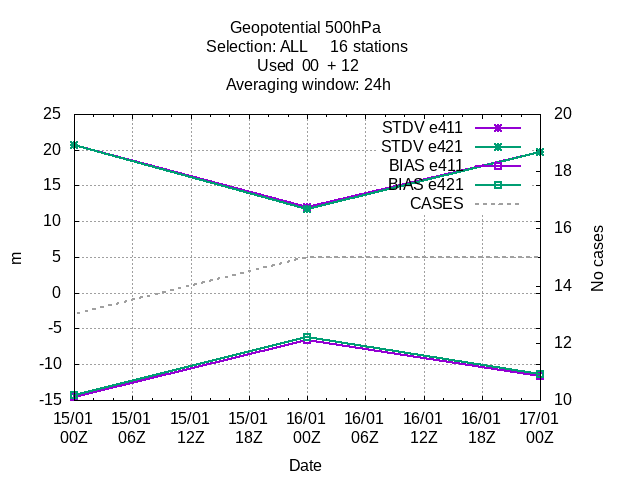 Geopotential 500hPa
Selection: ALL 16 stations
Used 00 + 12
Averaging window: 24h
25
20
15
10
5
0
-5
-10
-15
m
20
18
16
14
12
10
No cases
STDV e411
STDV e421
BIAS e411
BIAS e421
CASES
15/01 15/01 15/01 15/01 16/01 16/01 16/01 16/01 17/01
00Z 06Z 12Z 18Z 00Z 06Z 12Z 18Z 00Z
Date